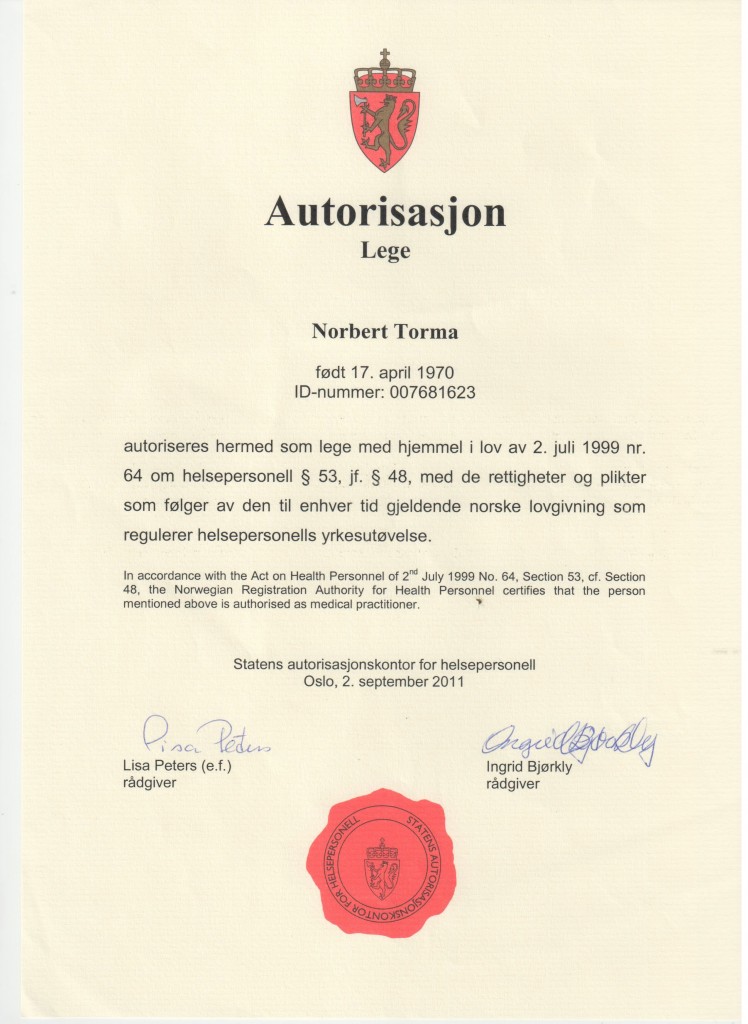 Autorisasjon
Lege
Norbert Torma
født 17. april 1970
ID-nummer: 007681623
autoriseres hermed som lege med hjemmel i lov av 2. juli 1999 nr.
64 om helsepersonell § 53, jf. § 48, med de rettigheter og plikter
som følger av den til enhver tid gjeldende norske lovgivning som
regulerer helsepersonells yrkesutøvelse.
In accordance with the Act on Health Personnel of 2nd July 1999 No. 64, Section 53, cf. Section
48, the Norwegian Registration Authority for Health Personnel certifies that the person
mentioned above is authorised as medical practitioner.
Statens autorisasjonskontor for helsepersonell
Oslo, 2. september 2011
Lisa Peters
Ingrid Bjørkly
Lisa Peters (e.f.)
rådgiver
Ingrid Bjørkly
rådgiver
STATENS AUTORISASJONSKONTOR FOR HELSEPERSONELL